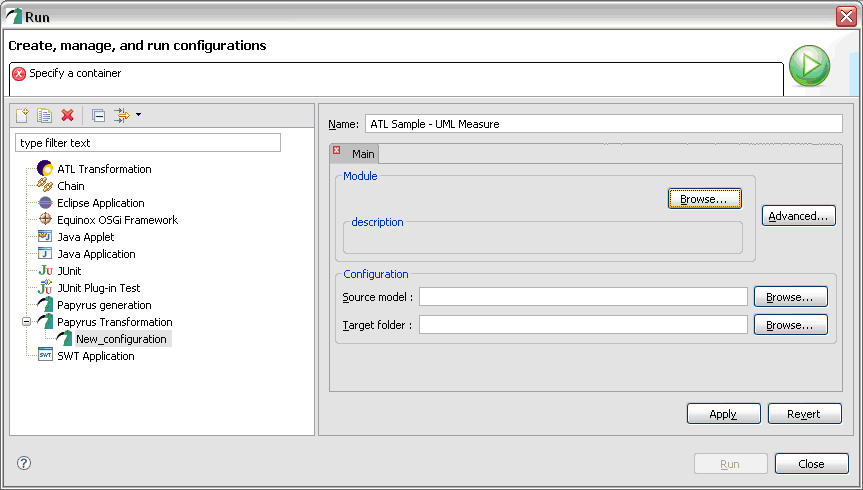 Run
Create, manage, and run configurations
Specify a container
type filter text
ATL Transformation
Chain
Eclipse Application
Equinox OSGi Framework
Java Applet
Java Application
JUnit
JUnit Plug-in Test
Papyrus generation
Papyrus Transformation
New_configuration
SWT Application
Name: ATL Sample - UML Measure
Main
Module
Browse...
description
Advanced...
Configuration
Source model : Browse...
Target folder : Browse...
Apply Revert
Run Close